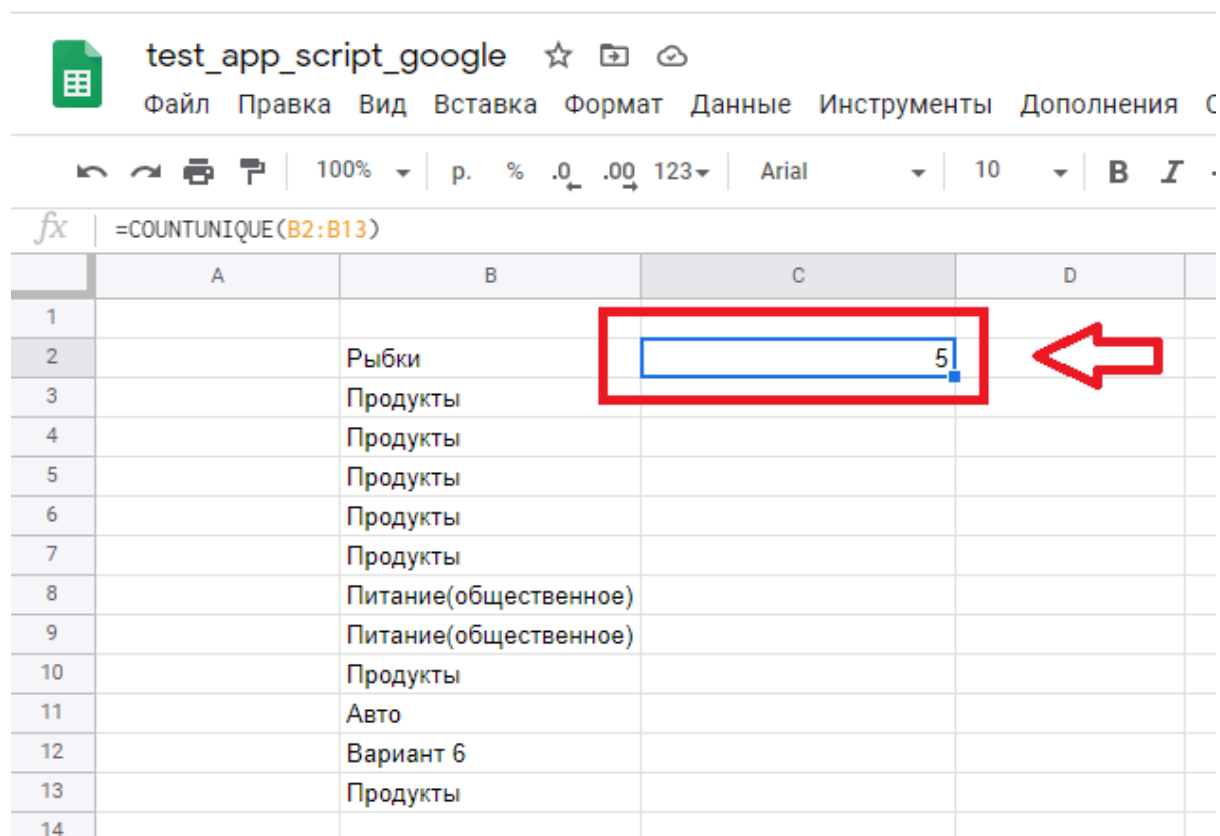 test_app_script_google
Файл Правка Вид Вставка Формат Данные Инструменты Дополнения
100% р. % .0 .00 123 Arial 10 B I
fx =COUNTUNIQUE(B2:B13)
A B C D
1
2 Рыбки 5
3 Продукты
4 Продукты
5 Продукты
6 Продукты
7 Продукты
8 Питание(общественное)
9 Питание(общественное)
10 Продукты
11 Авто
12 Вариант 6
13 Продукты
14